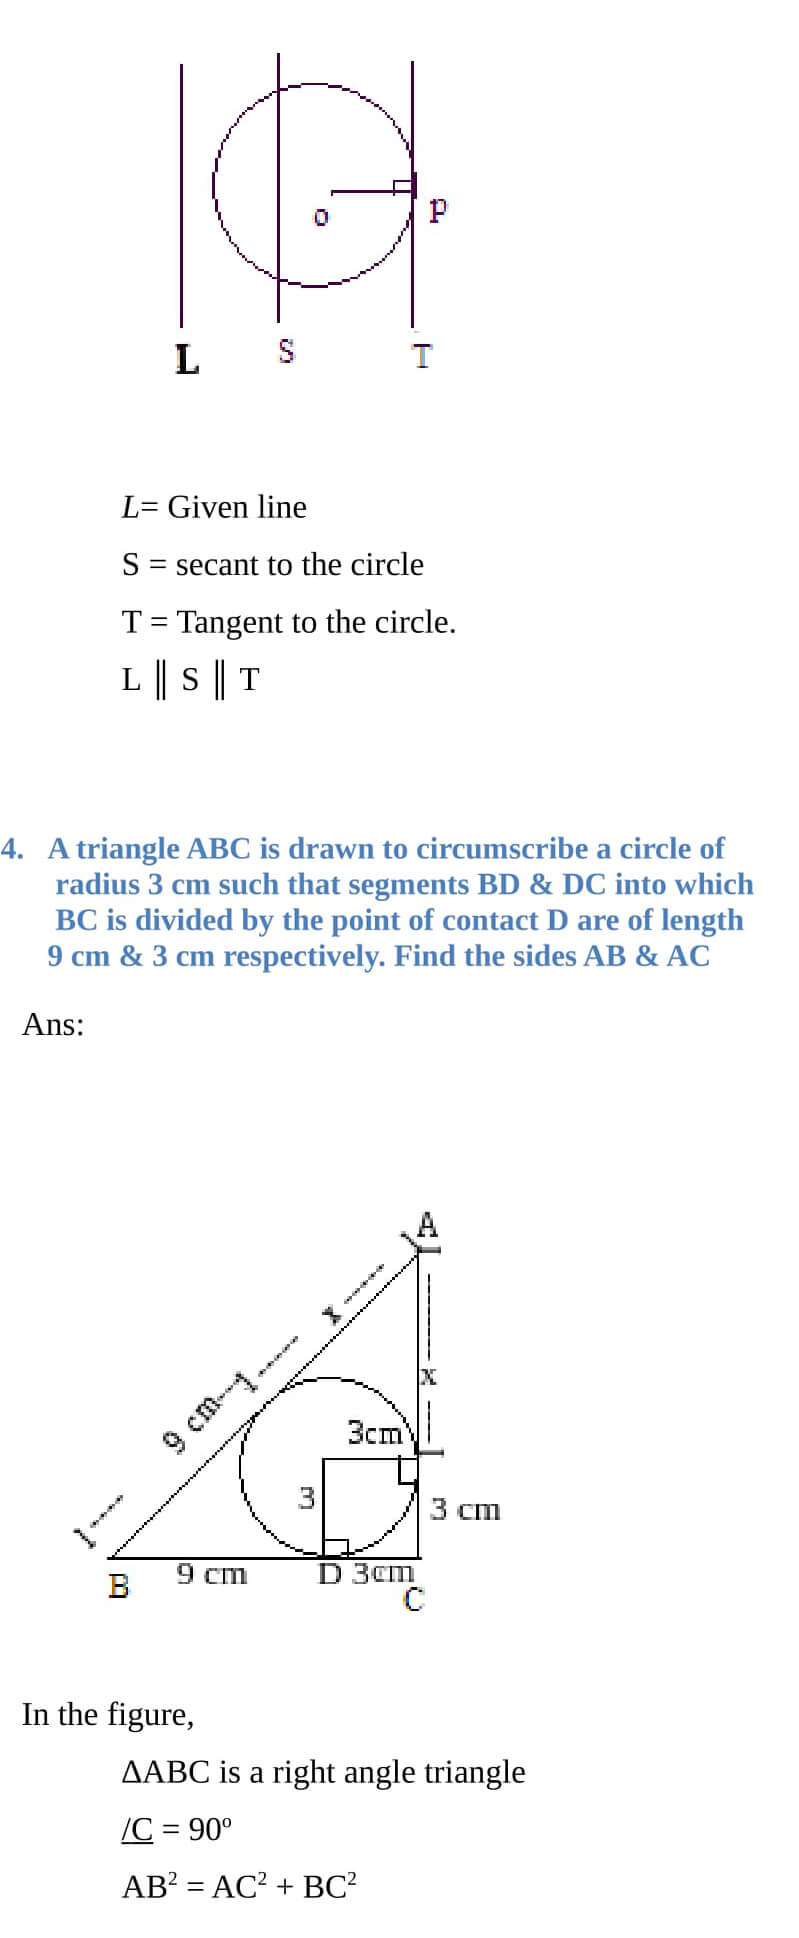 o
p
L
S
T
L= Given line
S = secant to the circle
T = Tangent to the circle.
L ‖ S ‖ T
4. A triangle ABC is drawn to circumscribe a circle of
radius 3 cm such that segments BD & DC into which
BC is divided by the point of contact D are of length
9 cm & 3 cm respectively. Find the sides AB & AC
Ans:
A
x
x
9 cm
3cm
3
3 cm
B
9 cm
D 3cm
C
In the figure,
ΔABC is a right angle triangle
/C = 90º
AB² = AC² + BC²